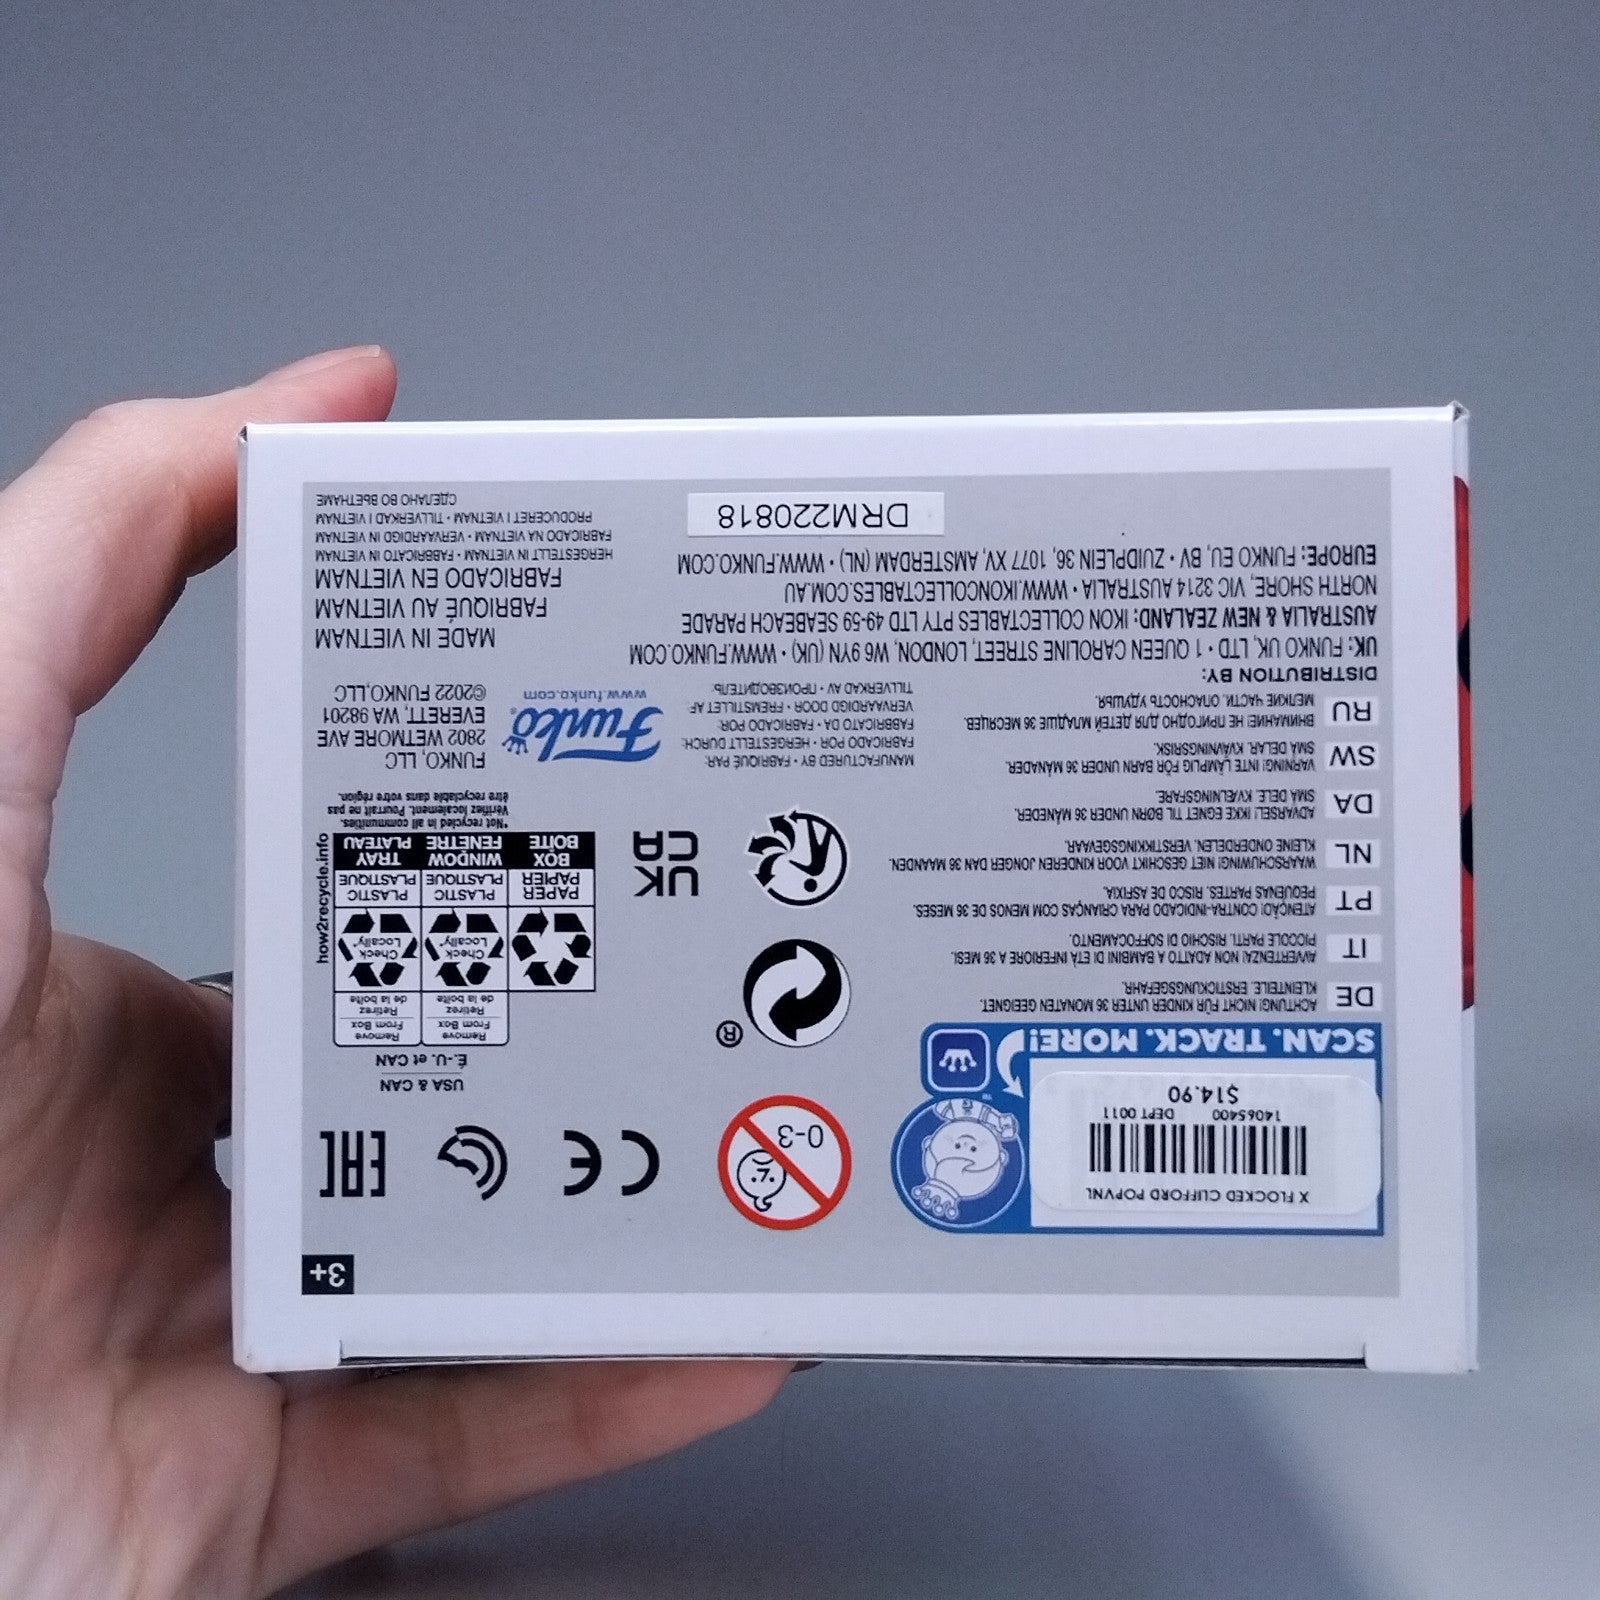 3+
X FLOCKED CLIFFORD POPVNL
14065400 DEPT 0011
$14.90
SCAN. TRACK. MORE!
™
0-3
CE
EAC
USA & CAN
É.-U. et CAN
Remove From Box
Retirez de la boîte
Remove From Box
Retirez de la boîte
Check Locally*
Check Locally*
PAPER
PAPIER
PLASTIC
PLASTIQUE
PLASTIC
PLASTIQUE
BOX
BOÎTE
WINDOW
FENÊTRE
TRAY
PLATEAU
how2recycle.info
*Not recycled in all communities.
Vérifiez localement. Pourrait ne pas
être recyclable dans votre région.
®
UK
CA
DE
ACHTUNG! NICHT FÜR KINDER UNTER 36 MONATEN GEEIGNET.
KLEINTEILE. ERSTICKUNGSGEFAHR.
IT
AVVERTENZA! NON ADATTO A BAMBINI DI ETÀ INFERIORE A 36 MESI.
PICCOLE PARTI. RISCHIO DI SOFFOCAMENTO.
PT
ATENÇÃO! CONTRA-INDICADO PARA CRIANÇAS COM MENOS DE 36 MESES.
PEQUENAS PARTES. RISCO DE ASFIXIA.
NL
WAARSCHUWING! NIET GESCHIKT VOOR KINDEREN JONGER DAN 36 MAANDEN.
KLEINE ONDERDELEN. VERSTIKKINGSGEVAAR.
DA
ADVARSEL! IKKE EGNET TIL BØRN UNDER 36 MÅNEDER.
SMÅ DELE. KVÆLNINGSFARE.
SW
VARNING! INTE LÄMPLIG FÖR BARN UNDER 36 MÅNADER.
SMÅ DELAR. KVÄVNINGSRISK.
RU
ВНИМАНИЕ! НЕ ПРИГОДНО ДЛЯ ДЕТЕЙ МЛАДШЕ 36 МЕСЯЦЕВ.
МЕЛКИЕ ЧАСТИ. ОПАСНОСТЬ УДУШЬЯ.
MANUFACTURED BY • FABRIQUÉ PAR:
FABRICADO POR • HERGESTELLT DURCH:
FABBRICATO DA • FABRICADO POR:
VERVAARDIGD DOOR • FREMSTILLET AF
TILLVERKAD AV • ПРОИЗВОДИТЕЛЬ:
Funko®
www.funko.com
FUNKO, LLC
2802 WETMORE AVE
EVERETT, WA 98201
©2022 FUNKO,LLC
DISTRIBUTION BY:
UK: FUNKO UK, LTD • 1 QUEEN CAROLINE STREET, LONDON, W6 9YN (UK) • WWW.FUNKO.COM
AUSTRALIA & NEW ZEALAND: IKON COLLECTABLES PTY LTD 49-59 SEABEACH PARADE
NORTH SHORE, VIC 3214 AUSTRALIA • WWW.IKONCOLLECTABLES.COM.AU
EUROPE: FUNKO EU, BV • ZUIDPLEIN 36, 1077 XV, AMSTERDAM (NL) • WWW.FUNKO.COM
MADE IN VIETNAM
FABRIQUÉ AU VIETNAM
FABRICADO EN VIETNAM
HERGESTELLT IN VIETNAM • FABBRICATO IN VIETNAM
FABRICADO NA VIETNAM • VERVAARDIGD IN VIETNAM
PRODUCERET I VIETNAM • TILLVERKAD I VIETNAM
СДЕЛАНО ВО ВЬЕТНАМЕ
DRM220818